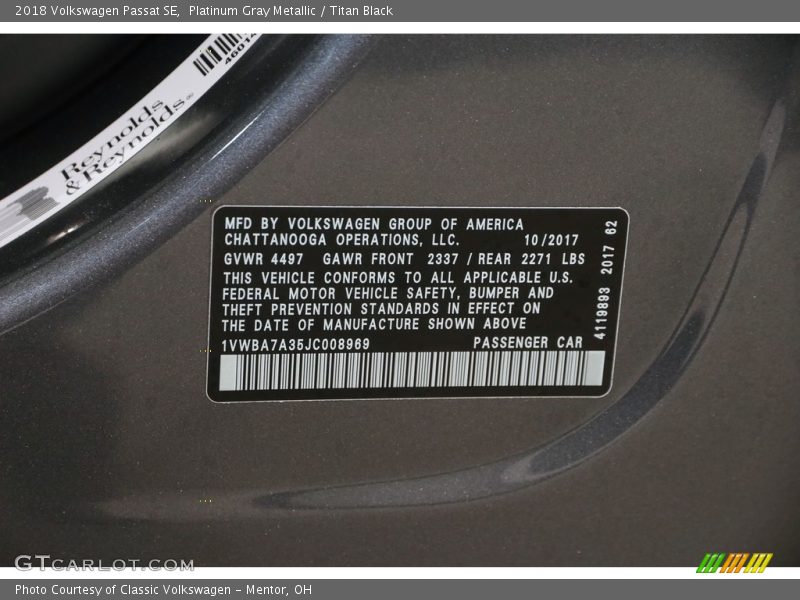 2018 Volkswagen Passat SE, Platinum Gray Metallic / Titan Black
Reynolds
& Reynolds
MFD BY VOLKSWAGEN GROUP OF AMERICA
CHATTANOOGA OPERATIONS, LLC. 10/2017
GVWR 4497 GAWR FRONT 2337 / REAR 2271 LBS
THIS VEHICLE CONFORMS TO ALL APPLICABLE U.S.
FEDERAL MOTOR VEHICLE SAFETY, BUMPER AND
THEFT PREVENTION STANDARDS IN EFFECT ON
THE DATE OF MANUFACTURE SHOWN ABOVE
1VWBA7A35JC008969 PASSENGER CAR
4119893 2017 62
GTCARLOT.COM
Photo Courtesy of Classic Volkswagen - Mentor, OH